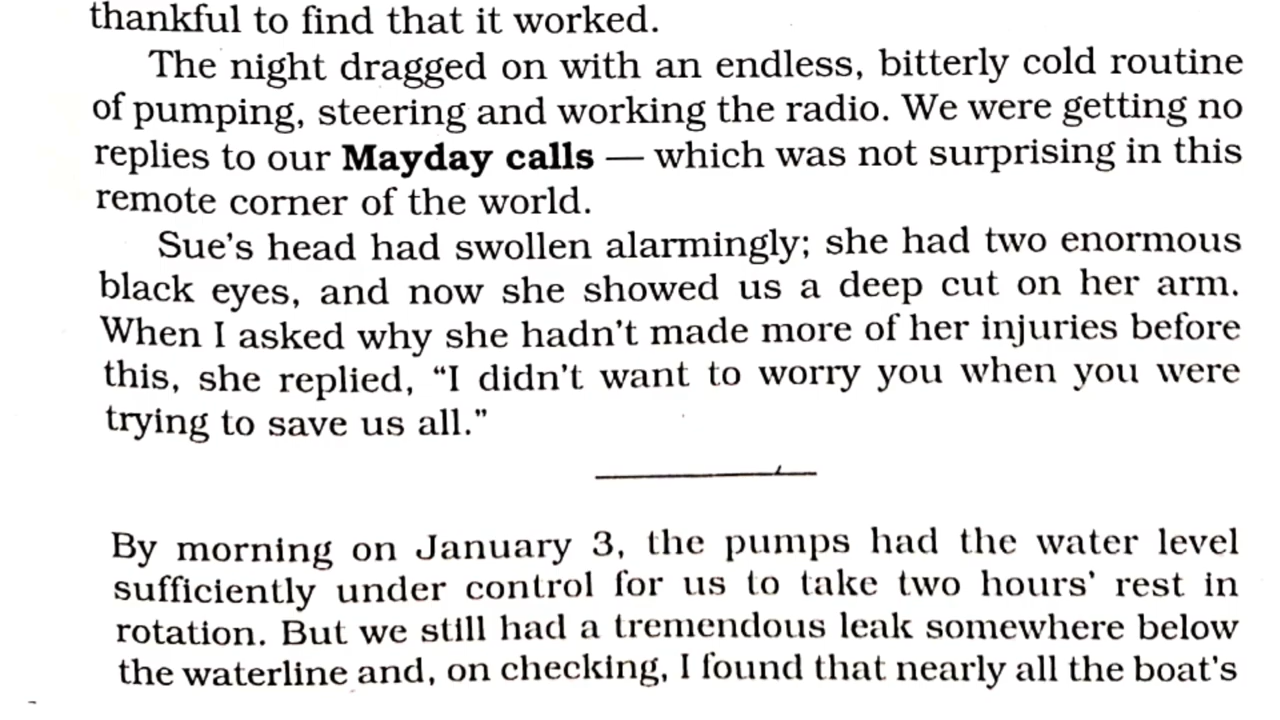 thankful to find that it worked.
The night dragged on with an endless, bitterly cold routine
of pumping, steering and working the radio. We were getting no
replies to our Mayday calls — which was not surprising in this
remote corner of the world.
Sue's head had swollen alarmingly; she had two enormous
black eyes, and now she showed us a deep cut on her arm.
When I asked why she hadn't made more of her injuries before
this, she replied, “I didn't want to worry you when you were
trying to save us all.”
By morning on January 3, the pumps had the water level
sufficiently under control for us to take two hours' rest in
rotation. But we still had a tremendous leak somewhere below
the waterline and, on checking, I found that nearly all the boat's